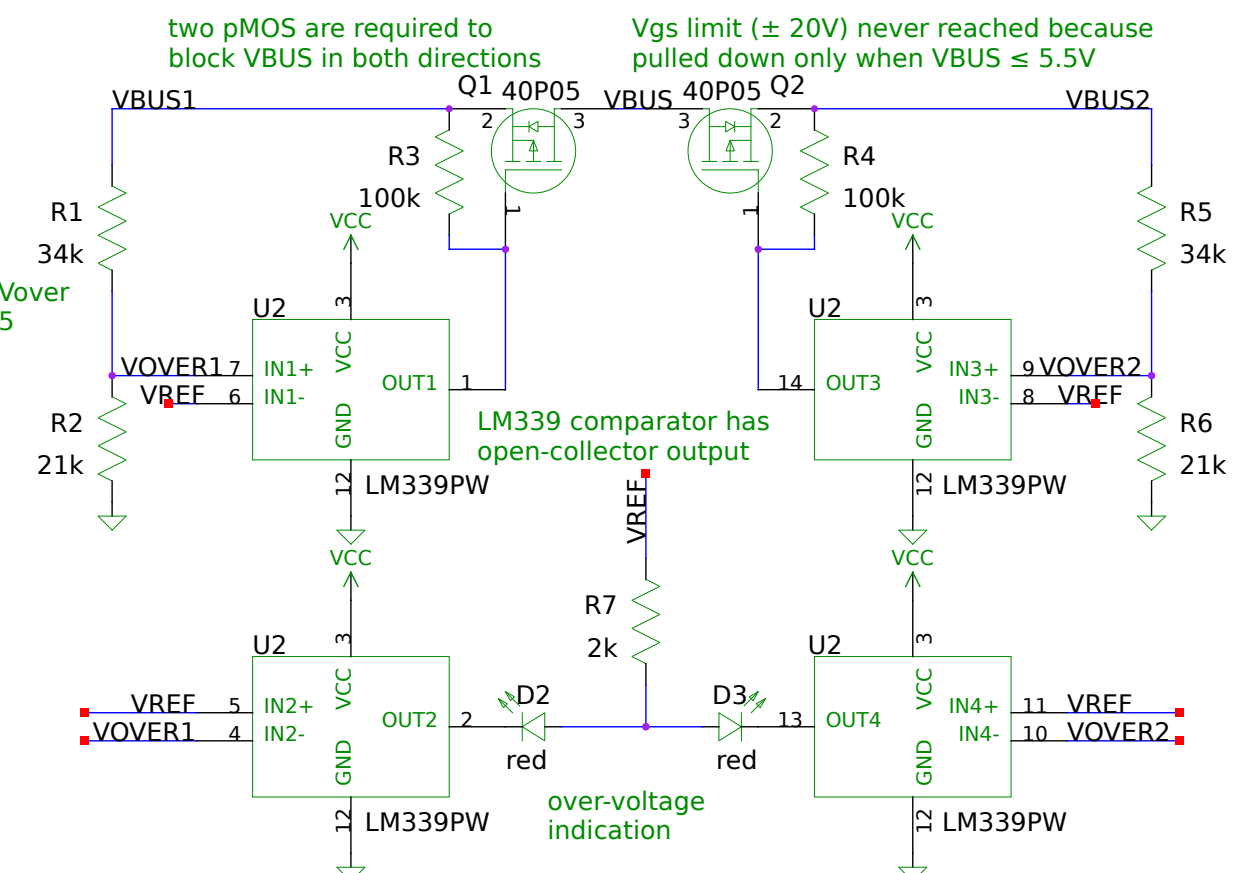 two pMOS are required to
block VBUS in both directions
Vgs limit (± 20V) never reached because
pulled down only when VBUS ≤ 5.5V
Q1 40P05
40P05 Q2
VBUS1
VBUS
VBUS2
2
3
3
2
R3
100k
R4
100k
1
1
R1
34k
R5
34k
VCC
VCC
Vover
5
U2
3
U2
3
VOVER1 7 IN1+
VCC
OUT1 1
VREF 6 IN1-
GND
14 OUT3
VCC
IN3+ 9 VOVER2
GND
IN3- 8 VREF
R2
21k
R6
21k
LM339 comparator has
open-collector output
12 LM339PW
12 LM339PW
VREF
VCC
VCC
R7
2k
U2
3
U2
3
VREF 5 IN2+
VCC
OUT2 2
VOVER1 4 IN2-
GND
D2
red
D3
red
13 OUT4
VCC
IN4+ 11 VREF
GND
IN4- 10 VOVER2
over-voltage
indication
12 LM339PW
12 LM339PW